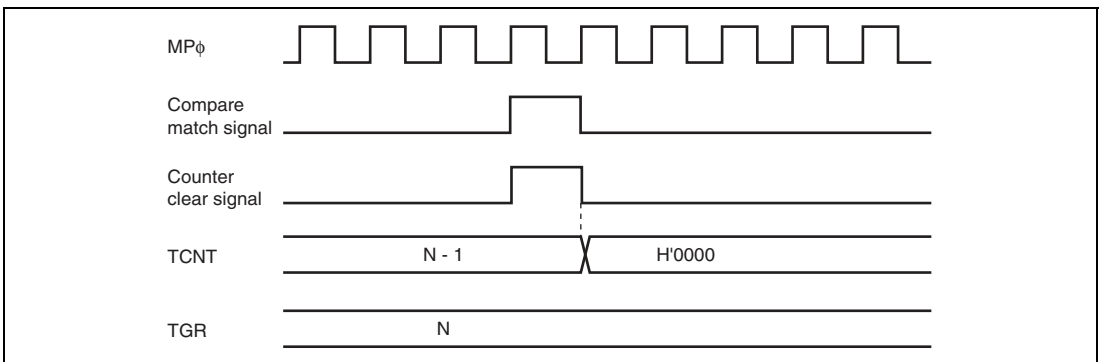 MPϕ
Compare
match signal
Counter
clear signal
TCNT
N - 1
H'0000
TGR
N